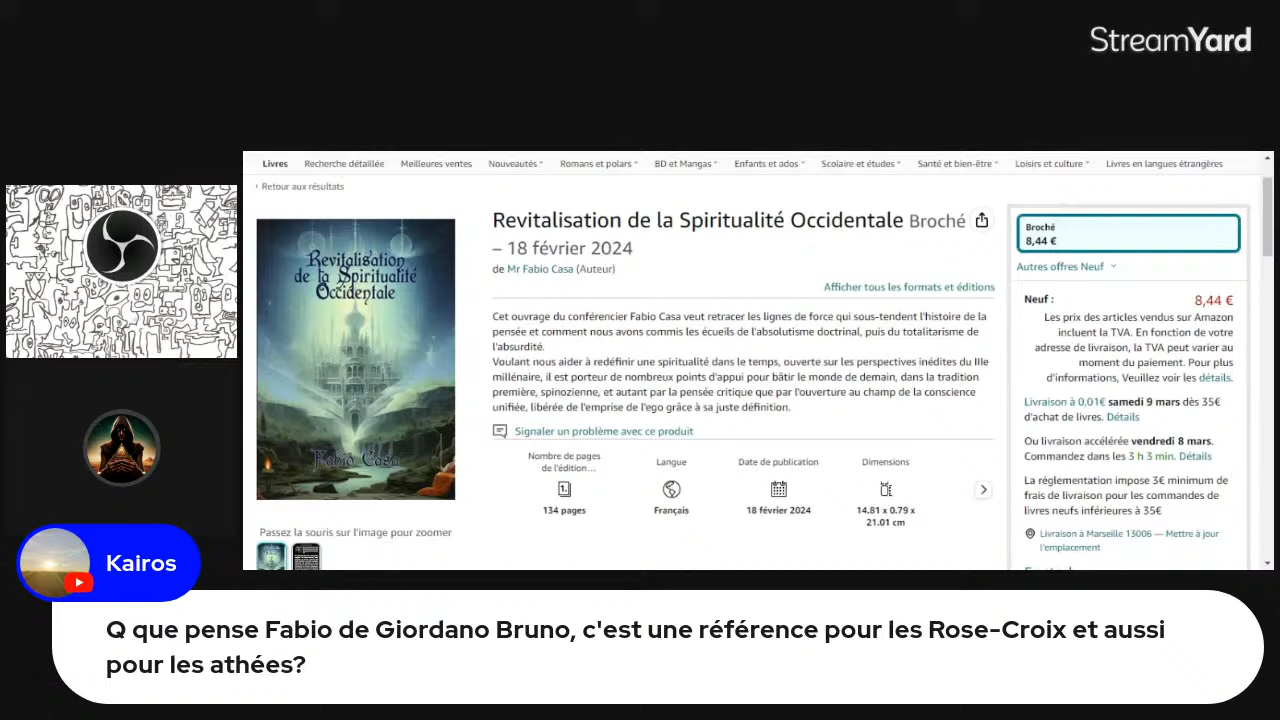 StreamYard
Livres Recherche détaillée Meilleures ventes Nouveautés Romans et polars BD et Mangas Enfants et ados Scolaire et études Santé et bien-être Loisirs et culture Livres en langues étrangères
‹ Retour aux résultats
Revitalisation
de la Spiritualité
Occidentale
Fabio Casa
Passez la souris sur l'image pour zoomer
Revitalisation de la Spiritualité Occidentale Broché
– 18 février 2024
de Mr Fabio Casa (Auteur)
Afficher tous les formats et éditions
Cet ouvrage du conférencier Fabio Casa veut retracer les lignes de force qui sous-tendent l'histoire de la
pensée et comment nous avons commis les écueils de l'absolutisme doctrinal, puis du totalitarisme de
l'absurdité.
Voulant nous aider à redéfinir une spiritualité dans le temps, ouverte sur les perspectives inédites du IIIe
millénaire, il est porteur de nombreux points d'appui pour bâtir le monde de demain, dans la tradition
première, spinozienne, et autant par la pensée critique que par l'ouverture au champ de la conscience
unifiée, libérée de l'emprise de l'ego grâce à sa juste définition.
Signaler un problème avec ce produit
Nombre de pages
de l'édition...
134 pages
Langue
Français
Date de publication
18 février 2024
Dimensions
14.81 x 0.79 x
21.01 cm
Broché
8,44 €
Autres offres Neuf
Neuf : 8,44 €
Les prix des articles vendus sur Amazon
incluent la TVA. En fonction de votre
adresse de livraison, la TVA peut varier au
moment du paiement. Pour plus
d'informations, Veuillez voir les détails.
Livraison à 0,01€ samedi 9 mars dès 35€
d'achat de livres. Détails
Ou livraison accélérée vendredi 8 mars.
Commandez dans les 3 h 3 min. Détails
La réglementation impose 3€ minimum de
frais de livraison pour les commandes de
livres neufs inférieures à 35€
Livraison à Marseille 13006 — Mettre à jour
l'emplacement
Kairos
Q que pense Fabio de Giordano Bruno, c'est une référence pour les Rose-Croix et aussi
pour les athées?